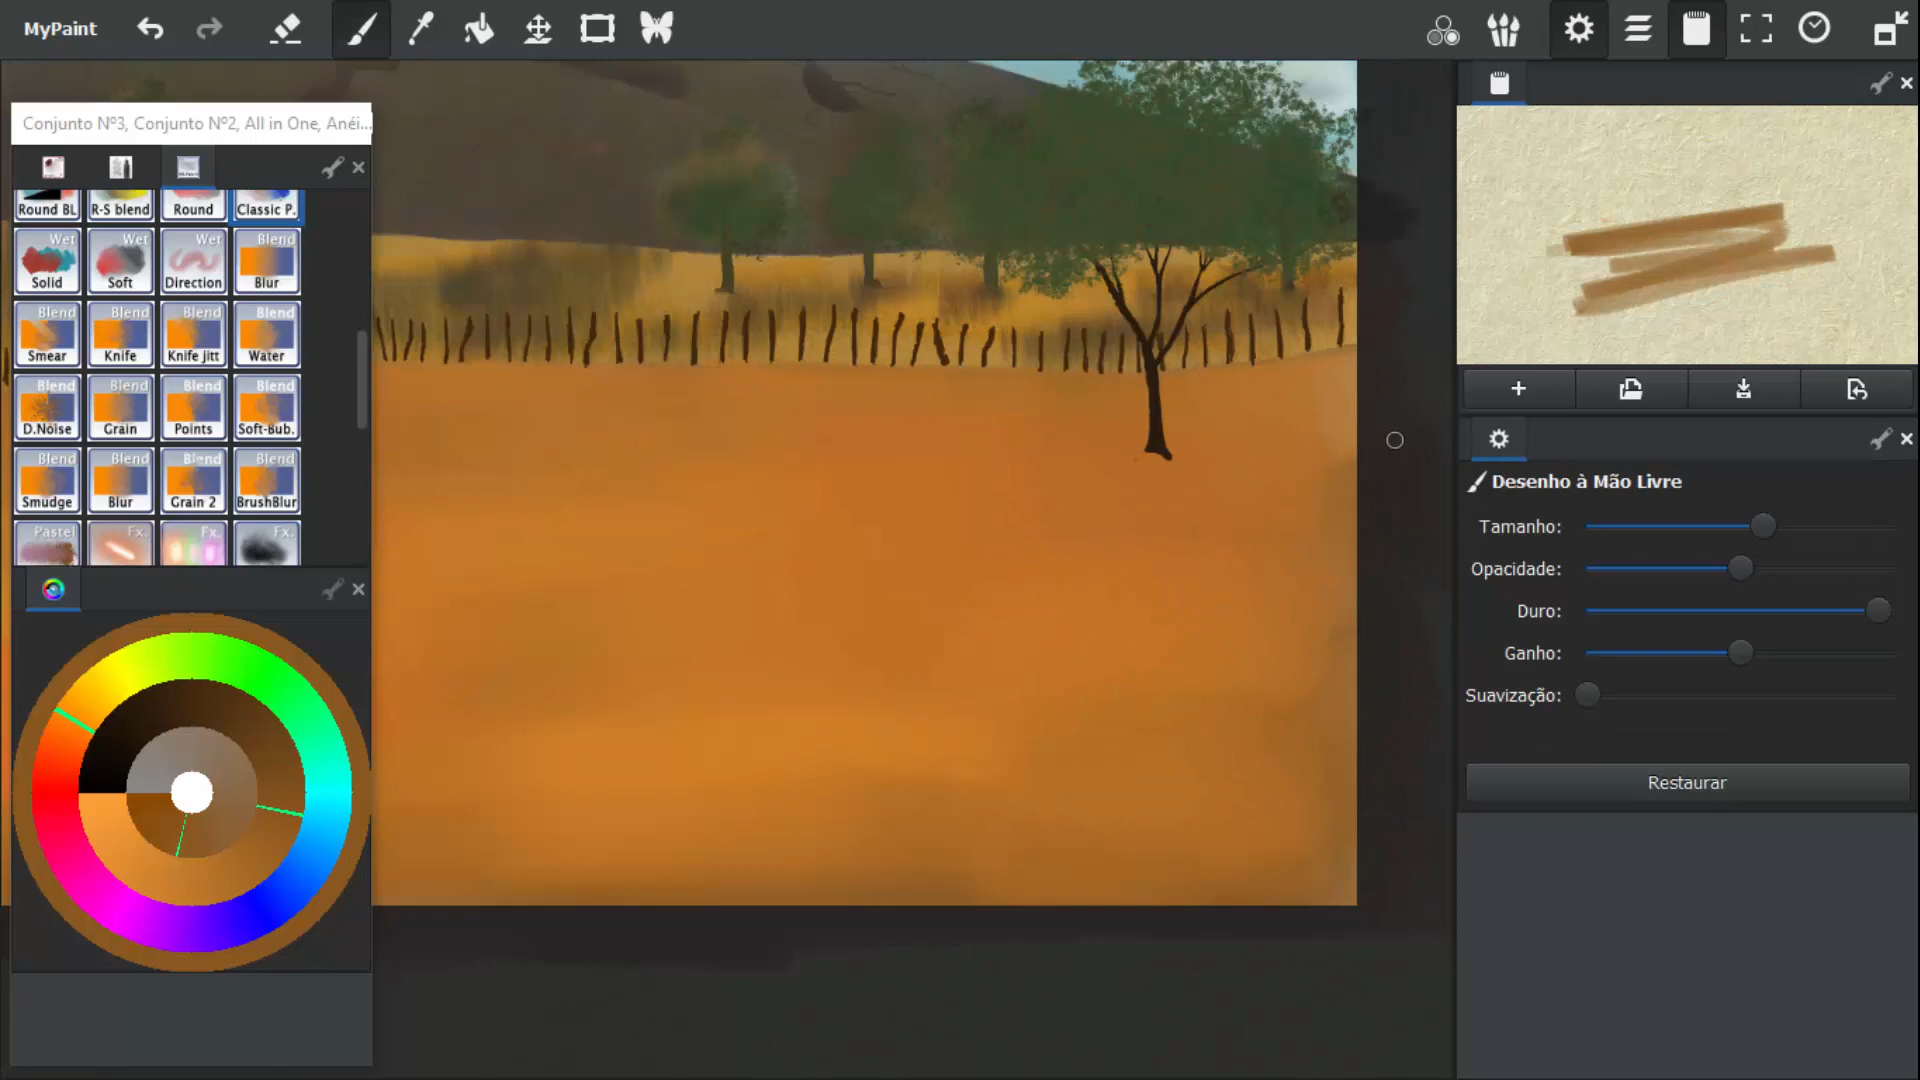 MyPaint
Conjunto Nº3, Conjunto Nº2, All in One, Anéi...
Round BL R-S blend Round Classic P.
Wet Wet Wet Blend
Solid Soft Direction Blur
Blend Blend Blend Blend
Smear Knife Knife jitt Water
Blend Blend Blend Blend
D.Noise Grain Points Soft-Bub.
Blend Blend Blend Blend
Smudge Blur Grain 2 BrushBlur
Pastel Fx. Fx. Fx.
Desenho à Mão Livre
Tamanho:
Opacidade:
Duro:
Ganho:
Suavização:
Restaurar